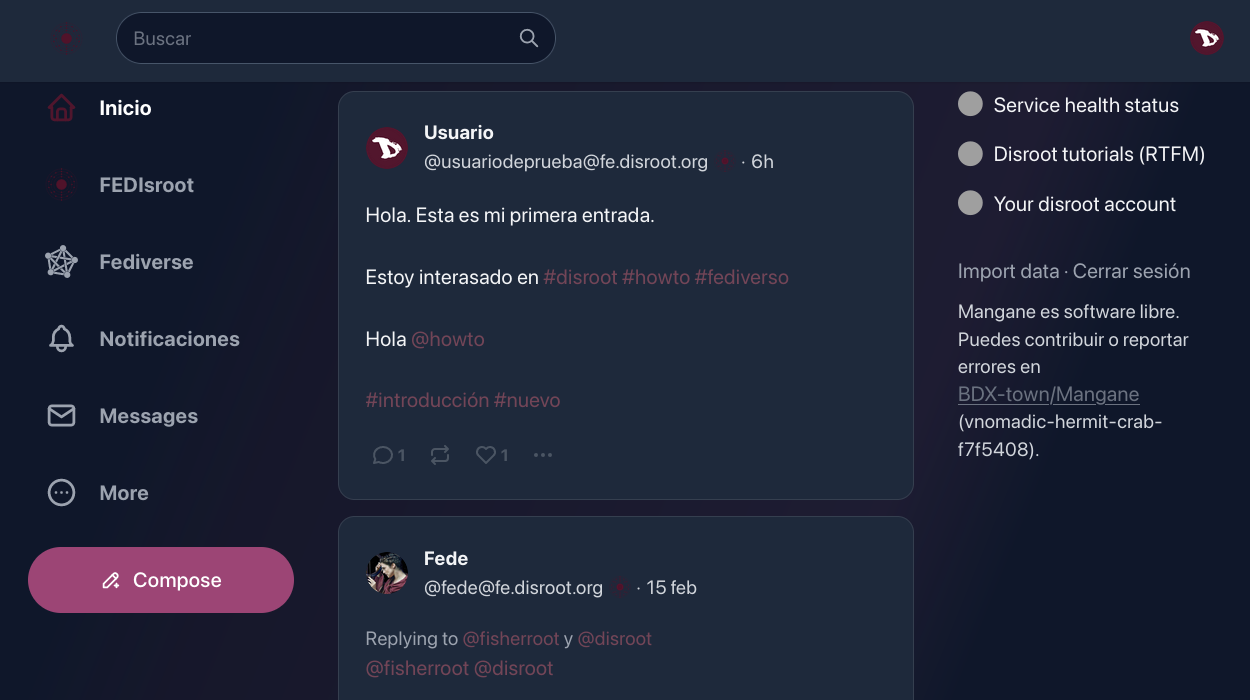 Buscar
Inicio
FEDIsroot
Fediverse
Notificaciones
Messages
More
Compose
Usuario
@usuariodeprueba@fe.disroot.org · 6h
Hola. Esta es mi primera entrada.
Estoy interasado en #disroot #howto #fediverso
Hola @howto
#introducción #nuevo
1 1
Fede
@fede@fe.disroot.org · 15 feb
Replying to @fisherroot y @disroot
@fisherroot @disroot
Service health status
Disroot tutorials (RTFM)
Your disroot account
Import data · Cerrar sesión
Mangane es software libre.
Puedes contribuir o reportar
errores en
BDX-town/Mangane
(vnomadic-hermit-crab-
f7f5408).